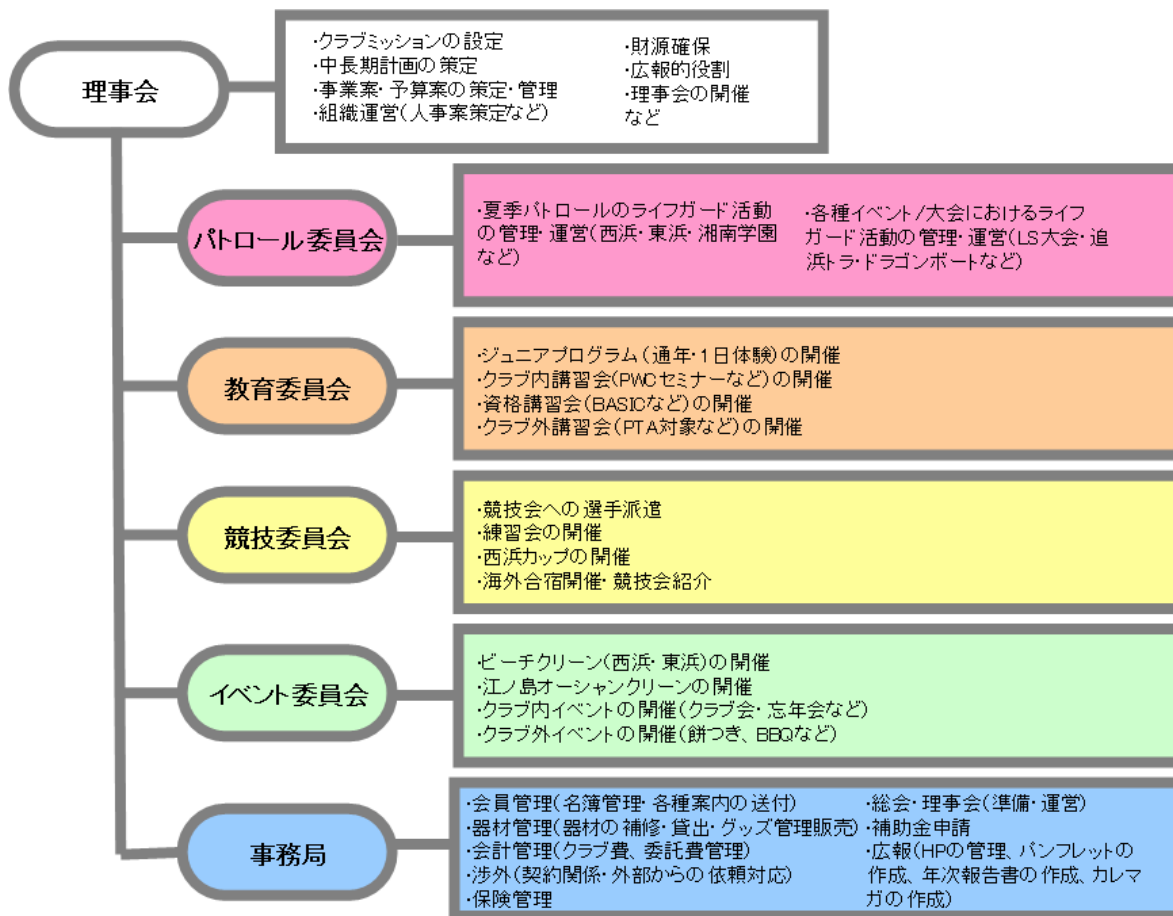 理事会
・クラブミッションの設定
・中長期計画の策定
・事業案・予算案の策定・管理
・組織運営(人事案策定など)
・財源確保
・広報的役割
・理事会の開催
など
パトロール委員会
・夏季パトロールのライフガード活動
の管理・運営(西浜・東浜・湘南学園
など)
・各種イベント/大会におけるライフ
ガード活動の管理・運営(LS大会・追
浜トラ・ドラゴンボートなど)
教育委員会
・ジュニアプログラム(通年・1日体験)の開催
・クラブ内講習会(PWCセミナーなど)の開催
・資格講習会(BASICなど)の開催
・クラブ外講習会(PTA対象など)の開催
競技委員会
・競技会への選手派遣
・練習会の開催
・西浜カップの開催
・海外合宿開催・競技会紹介
イベント委員会
・ビーチクリーン(西浜・東浜)の開催
・江ノ島オーシャンクリーンの開催
・クラブ内イベントの開催(クラブ会・忘年会など)
・クラブ外イベントの開催(餅つき、BBQなど)
事務局
・会員管理(名簿管理・各種案内の送付)
・器材管理(器材の補修・貸出・グッズ管理販売)
・会計管理(クラブ費、委託費管理)
・渉外(契約関係・外部からの依頼対応)
・保険管理
・総会・理事会(準備・運営)
・補助金申請
・広報(HPの管理、パンフレットの
作成、年次報告書の作成、カレマ
ガの作成)